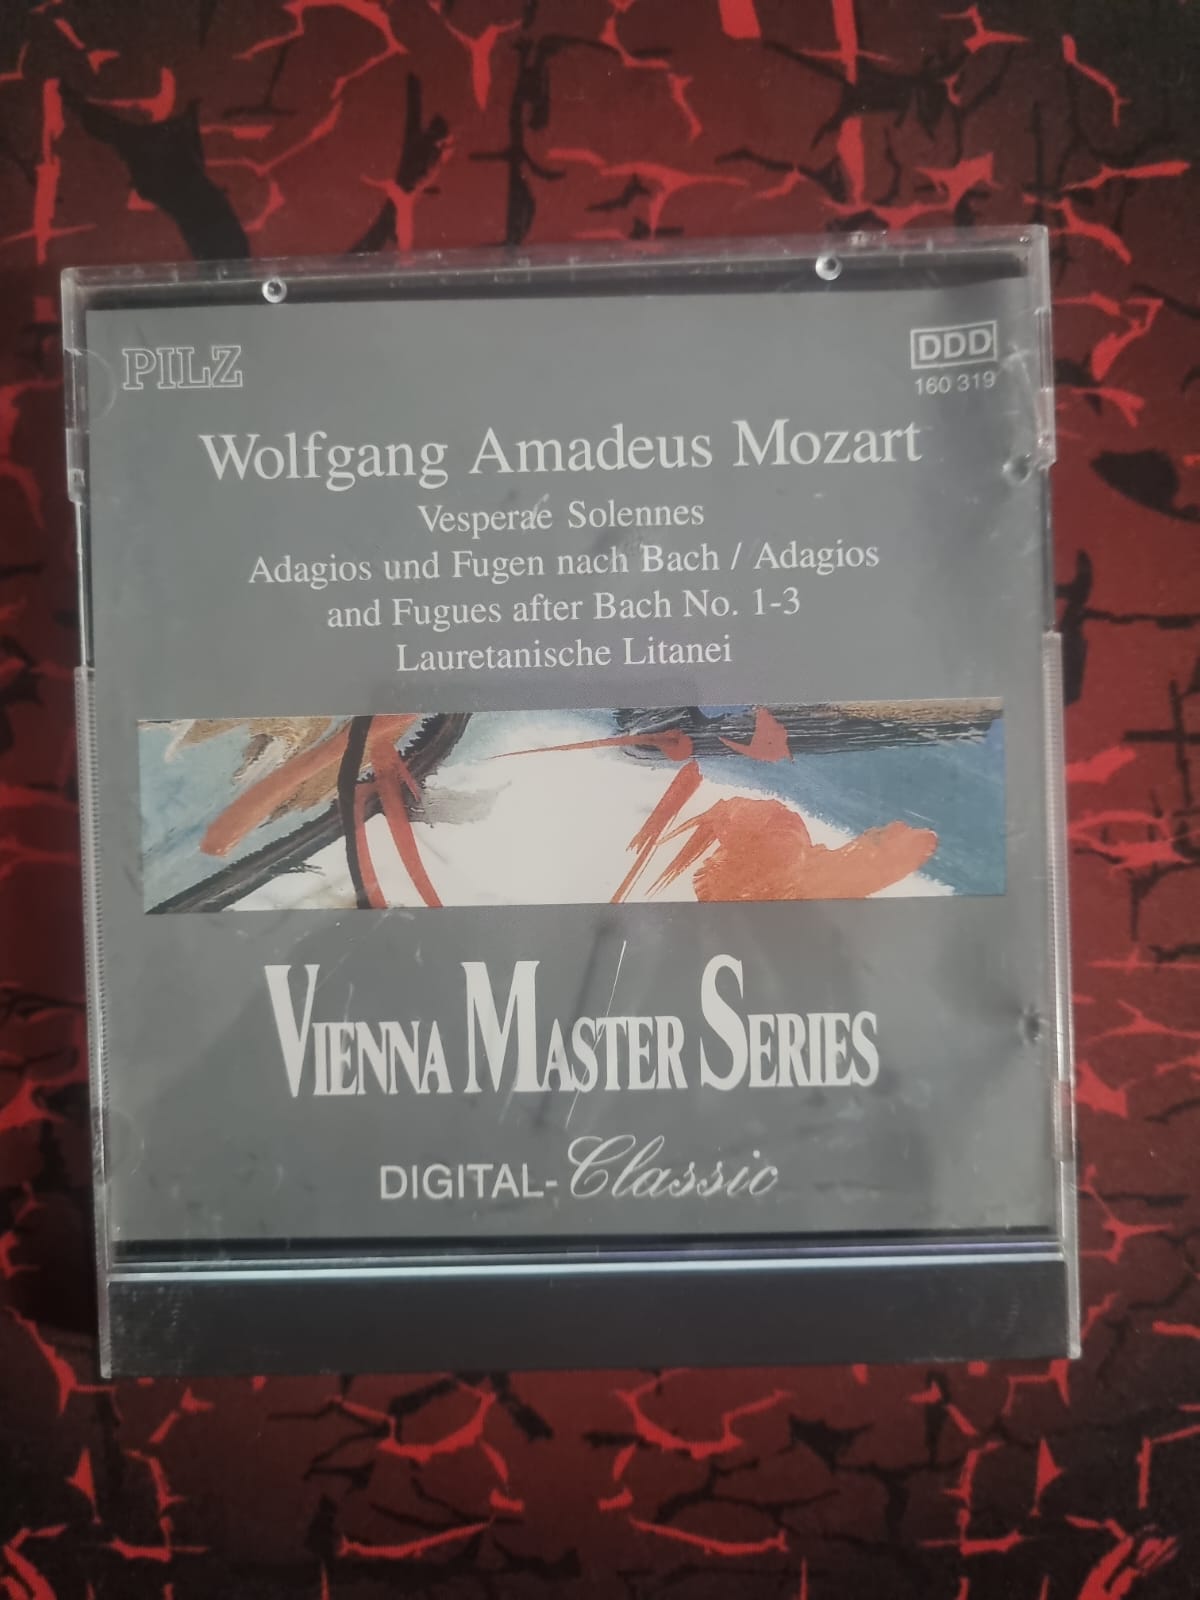 PILZ
DDD
160 319
Wolfgang Amadeus Mozart
Vesperae Solennes
Adagios und Fugen nach Bach / Adagios
and Fugues after Bach No. 1-3
Lauretanische Litanei
VIENNA MASTER SERIES
DIGITAL-Classic